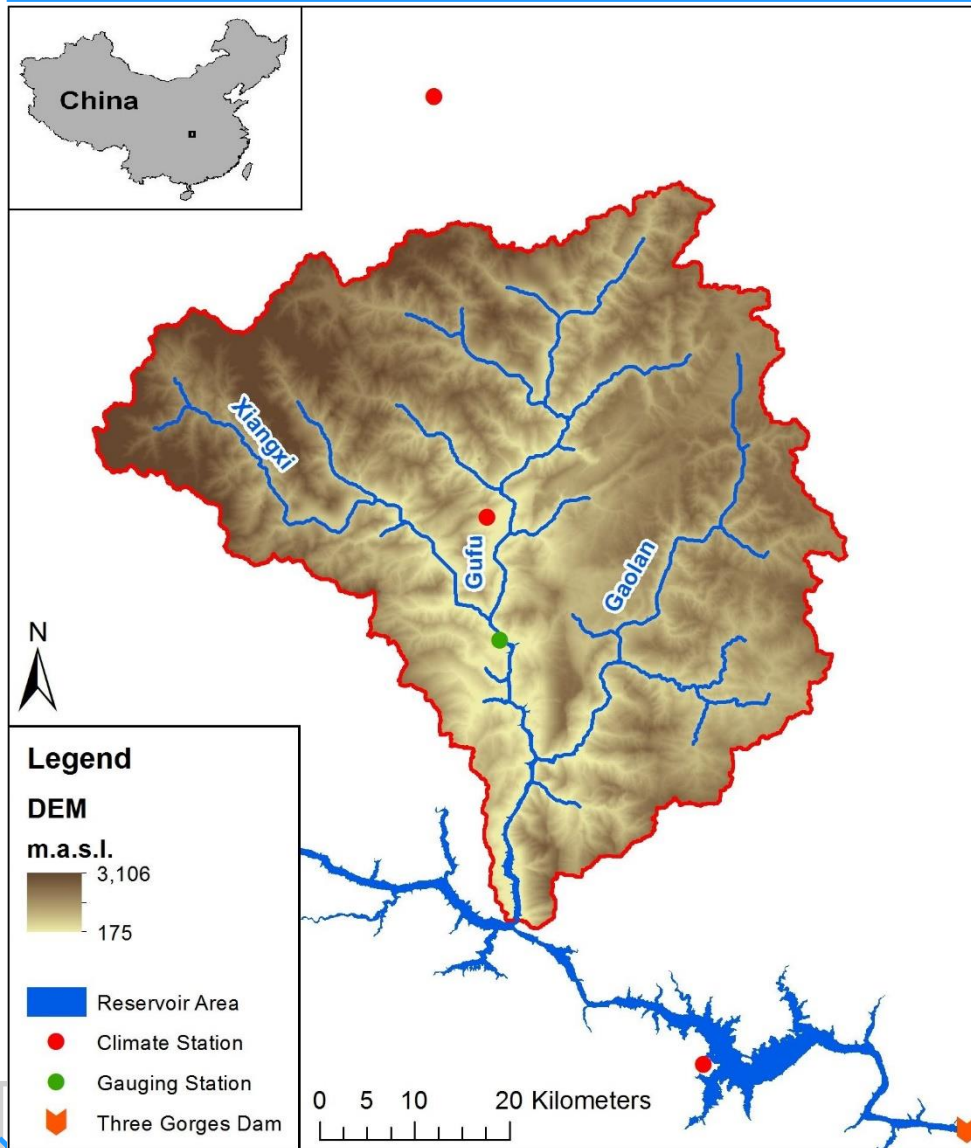 China
Xiangxi
Gufu
Gaolan
N
Legend
DEM
m.a.s.l.
3,106
175
Reservoir Area
Climate Station
Gauging Station
Three Gorges Dam
0 5 10 20 Kilometers